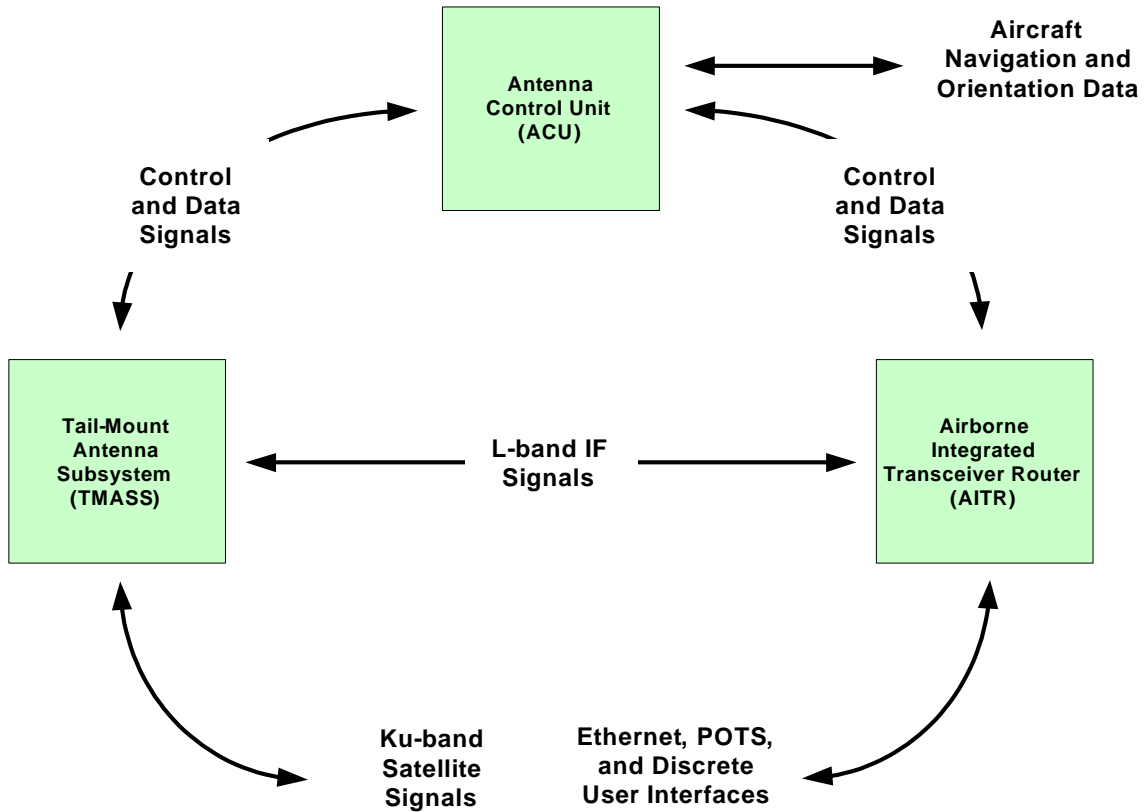 Aircraft
Navigation and
Orientation Data
Antenna
Control Unit
(ACU)
Control
and Data
Signals
Control
and Data
Signals
Tail-Mount
Antenna
Subsystem
(TMASS)
L-band IF
Signals
Airborne
Integrated
Transceiver Router
(AITR)
Ku-band
Satellite
Signals
Ethernet, POTS,
and Discrete
User Interfaces